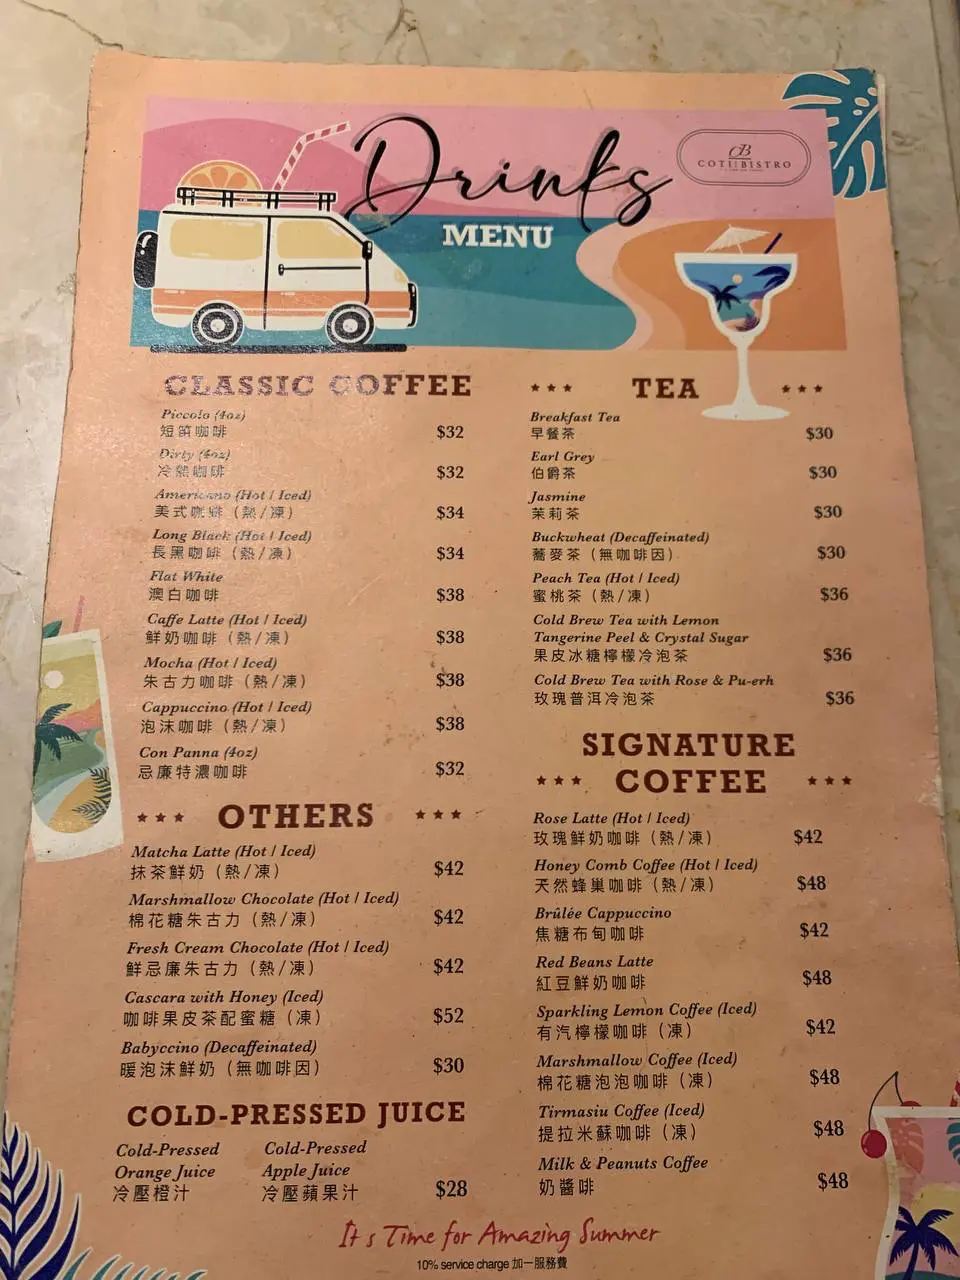 Drinks
MENU
CB
COTI BISTRO
CLASSIC COFFEE
Piccolo (4oz)
短笛咖啡 $32
Dirty (4oz)
冷熱咖啡 $32
Americano (Hot / Iced)
美式咖啡（熱/凍） $34
Long Black (Hot / Iced)
長黑咖啡（熱/凍） $34
Flat White
澳白咖啡 $38
Caffe Latte (Hot / Iced)
鮮奶咖啡（熱/凍） $38
Mocha (Hot / Iced)
朱古力咖啡（熱/凍） $38
Cappuccino (Hot / Iced)
泡沫咖啡（熱/凍） $38
Con Panna (4oz)
忌廉特濃咖啡 $32
OTHERS
Matcha Latte (Hot / Iced)
抹茶鮮奶（熱/凍） $42
Marshmallow Chocolate (Hot / Iced)
棉花糖朱古力（熱/凍） $42
Fresh Cream Chocolate (Hot / Iced)
鮮忌廉朱古力（熱/凍） $42
Cascara with Honey (Iced)
咖啡果皮茶配蜜糖（凍） $52
Babyccino (Decaffeinated)
暖泡沫鮮奶（無咖啡因） $30
COLD-PRESSED JUICE
Cold-Pressed Cold-Pressed
Orange Juice Apple Juice
冷壓橙汁 冷壓蘋果汁 $28
TEA
Breakfast Tea
早餐茶 $30
Earl Grey
伯爵茶 $30
Jasmine
茉莉茶 $30
Buckwheat (Decaffeinated)
蕎麥茶（無咖啡因） $30
Peach Tea (Hot / Iced)
蜜桃茶（熱/凍） $36
Cold Brew Tea with Lemon
Tangerine Peel & Crystal Sugar
果皮冰糖檸檬冷泡茶 $36
Cold Brew Tea with Rose & Pu-erh
玫瑰普洱冷泡茶 $36
SIGNATURE
COFFEE
Rose Latte (Hot / Iced)
玫瑰鮮奶咖啡（熱/凍） $42
Honey Comb Coffee (Hot / Iced)
天然蜂巢咖啡（熱/凍） $48
Brûlée Cappuccino
焦糖布甸咖啡 $42
Red Beans Latte
紅豆鮮奶咖啡 $48
Sparkling Lemon Coffee (Iced)
有汽檸檬咖啡（凍） $42
Marshmallow Coffee (Iced)
棉花糖泡泡咖啡（凍） $48
Tirmasiu Coffee (Iced)
提拉米蘇咖啡（凍） $48
Milk & Peanuts Coffee
奶醬啡 $48
It s Time for Amazing Summer
10% service charge 加一服務費